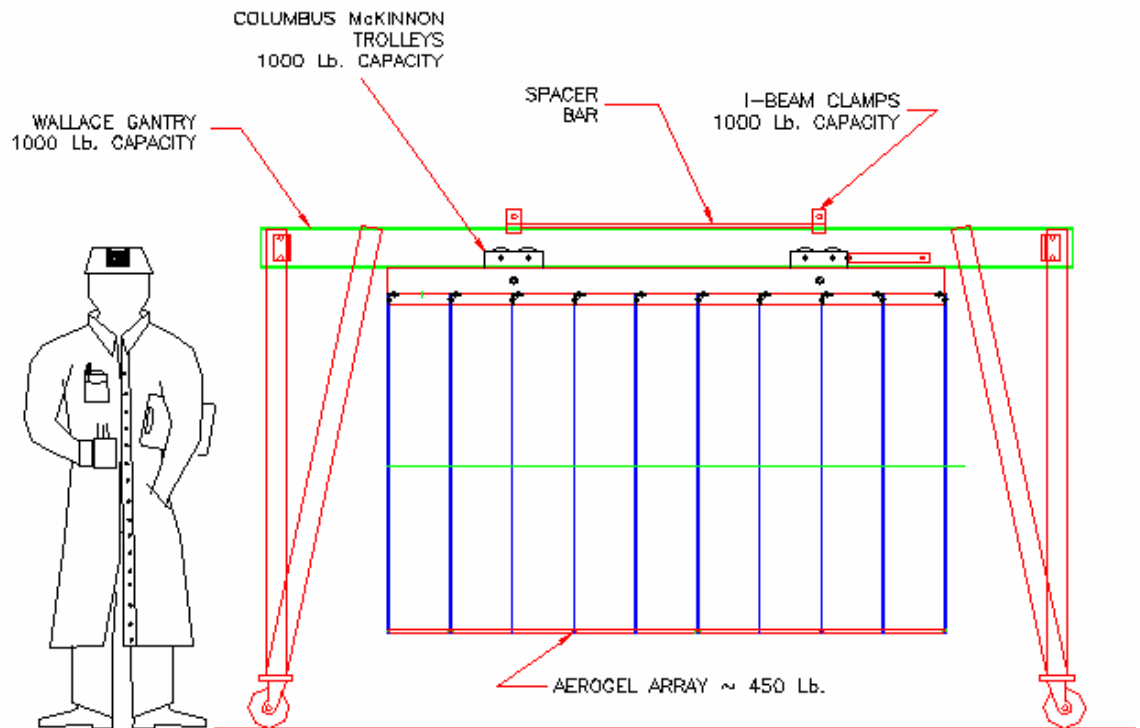 COLUMBUS McKINNON
TROLLEYS
1000 Lb. CAPACITY
SPACER
BAR
I-BEAM CLAMPS
1000 Lb. CAPACITY
WALLACE GANTRY
1000 Lb. CAPACITY
AEROGEL ARRAY ~ 450 Lb.